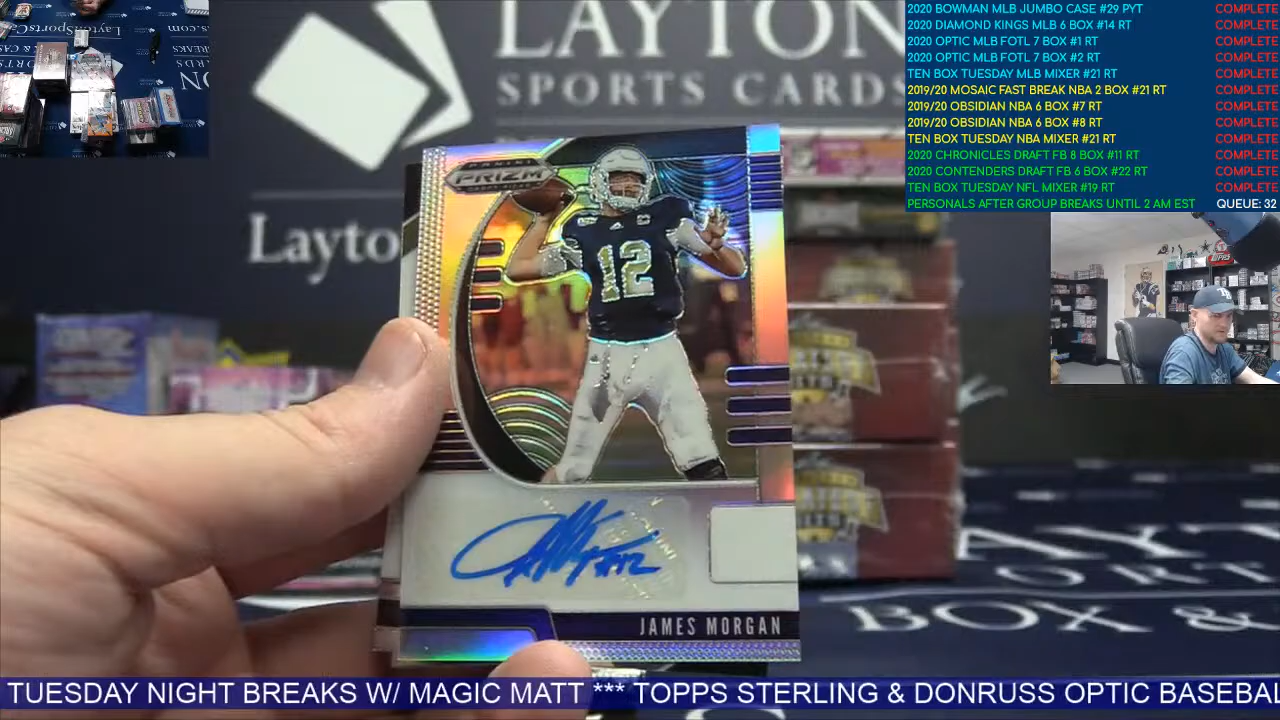 2020 BOWMAN MLB JUMBO CASE #29 PYT COMPLETE
2020 DIAMOND KINGS MLB 6 BOX #14 RT COMPLETE
2020 OPTIC MLB FOTL 7 BOX #1 RT COMPLETE
2020 OPTIC MLB FOTL 7 BOX #2 RT COMPLETE
TEN BOX TUESDAY MLB MIXER #21 RT COMPLETE
2019/20 MOSAIC FAST BREAK NBA 2 BOX #21 RT COMPLETE
2019/20 OBSIDIAN NBA 6 BOX #7 RT COMPLETE
2019/20 OBSIDIAN NBA 6 BOX #8 RT COMPLETE
TEN BOX TUESDAY NBA MIXER #21 RT COMPLETE
2020 CHRONICLES DRAFT FB 8 BOX #11 RT COMPLETE
2020 CONTENDERS DRAFT FB 6 BOX #22 RT COMPLETE
TEN BOX TUESDAY NFL MIXER #19 RT COMPLETE
PERSONALS AFTER GROUP BREAKS UNTIL 2 AM EST QUEUE: 32
LAYTON
SPORTS CARDS
Layto
PANINI
PRIZM
DRAFT PICKS
12
#12
JAMES MORGAN
BOX &
TUESDAY NIGHT BREAKS W/ MAGIC MATT *** TOPPS STERLING & DONRUSS OPTIC BASEBAL